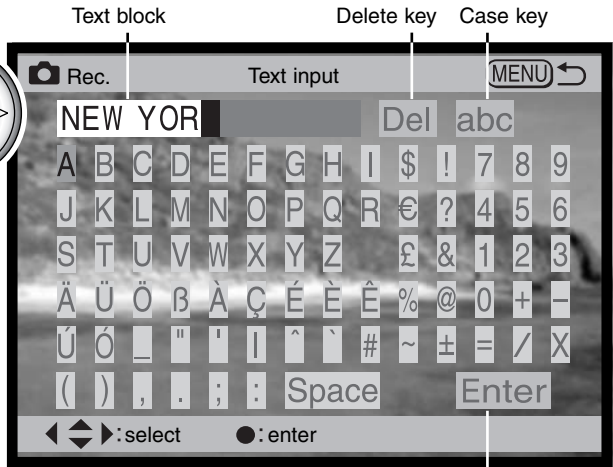 Text block Delete key Case key
Rec. Text input MENU
NEW YOR Del abc
A B C D E F G H I $ ! 7 8 9
J K L M N O P Q R € ? 4 5 6
S T U V W X Y Z £ & 1 2 3
Ä Ü Ö ß À Ç É È Ê % @ 0 + −
Ú Ó _ " ' | ^ ` # ~ ± = / X
( ) , . ; : Space Enter
:select :enter